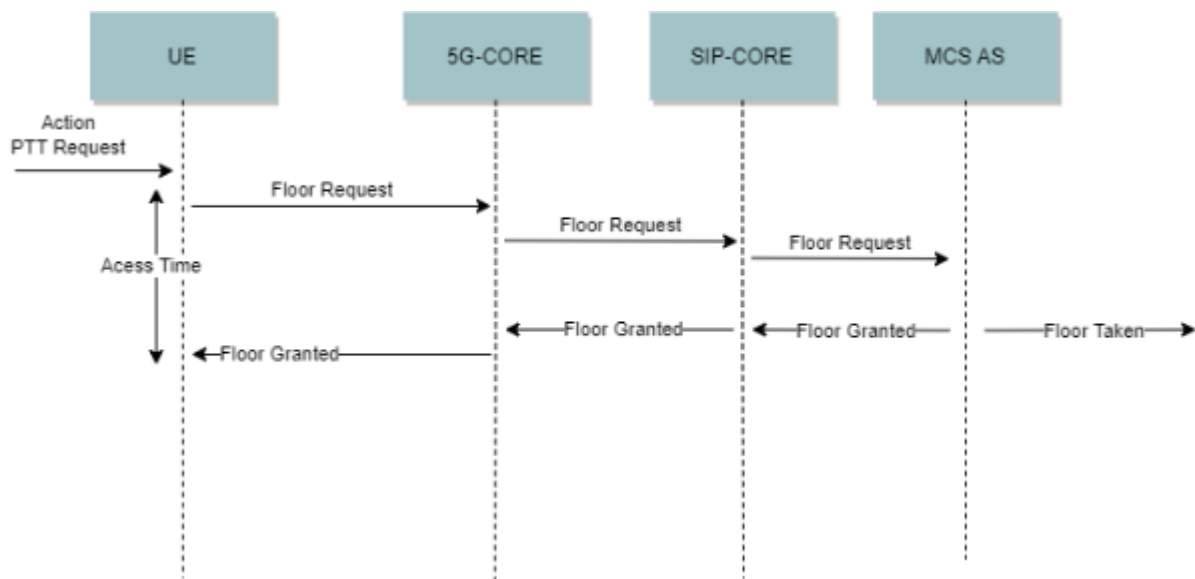 UE
5G-CORE
SIP-CORE
MCS AS
Action
PTT Request
Floor Request
Floor Request
Floor Request
Acess Time
Floor Granted
Floor Granted
Floor Taken
Floor Granted